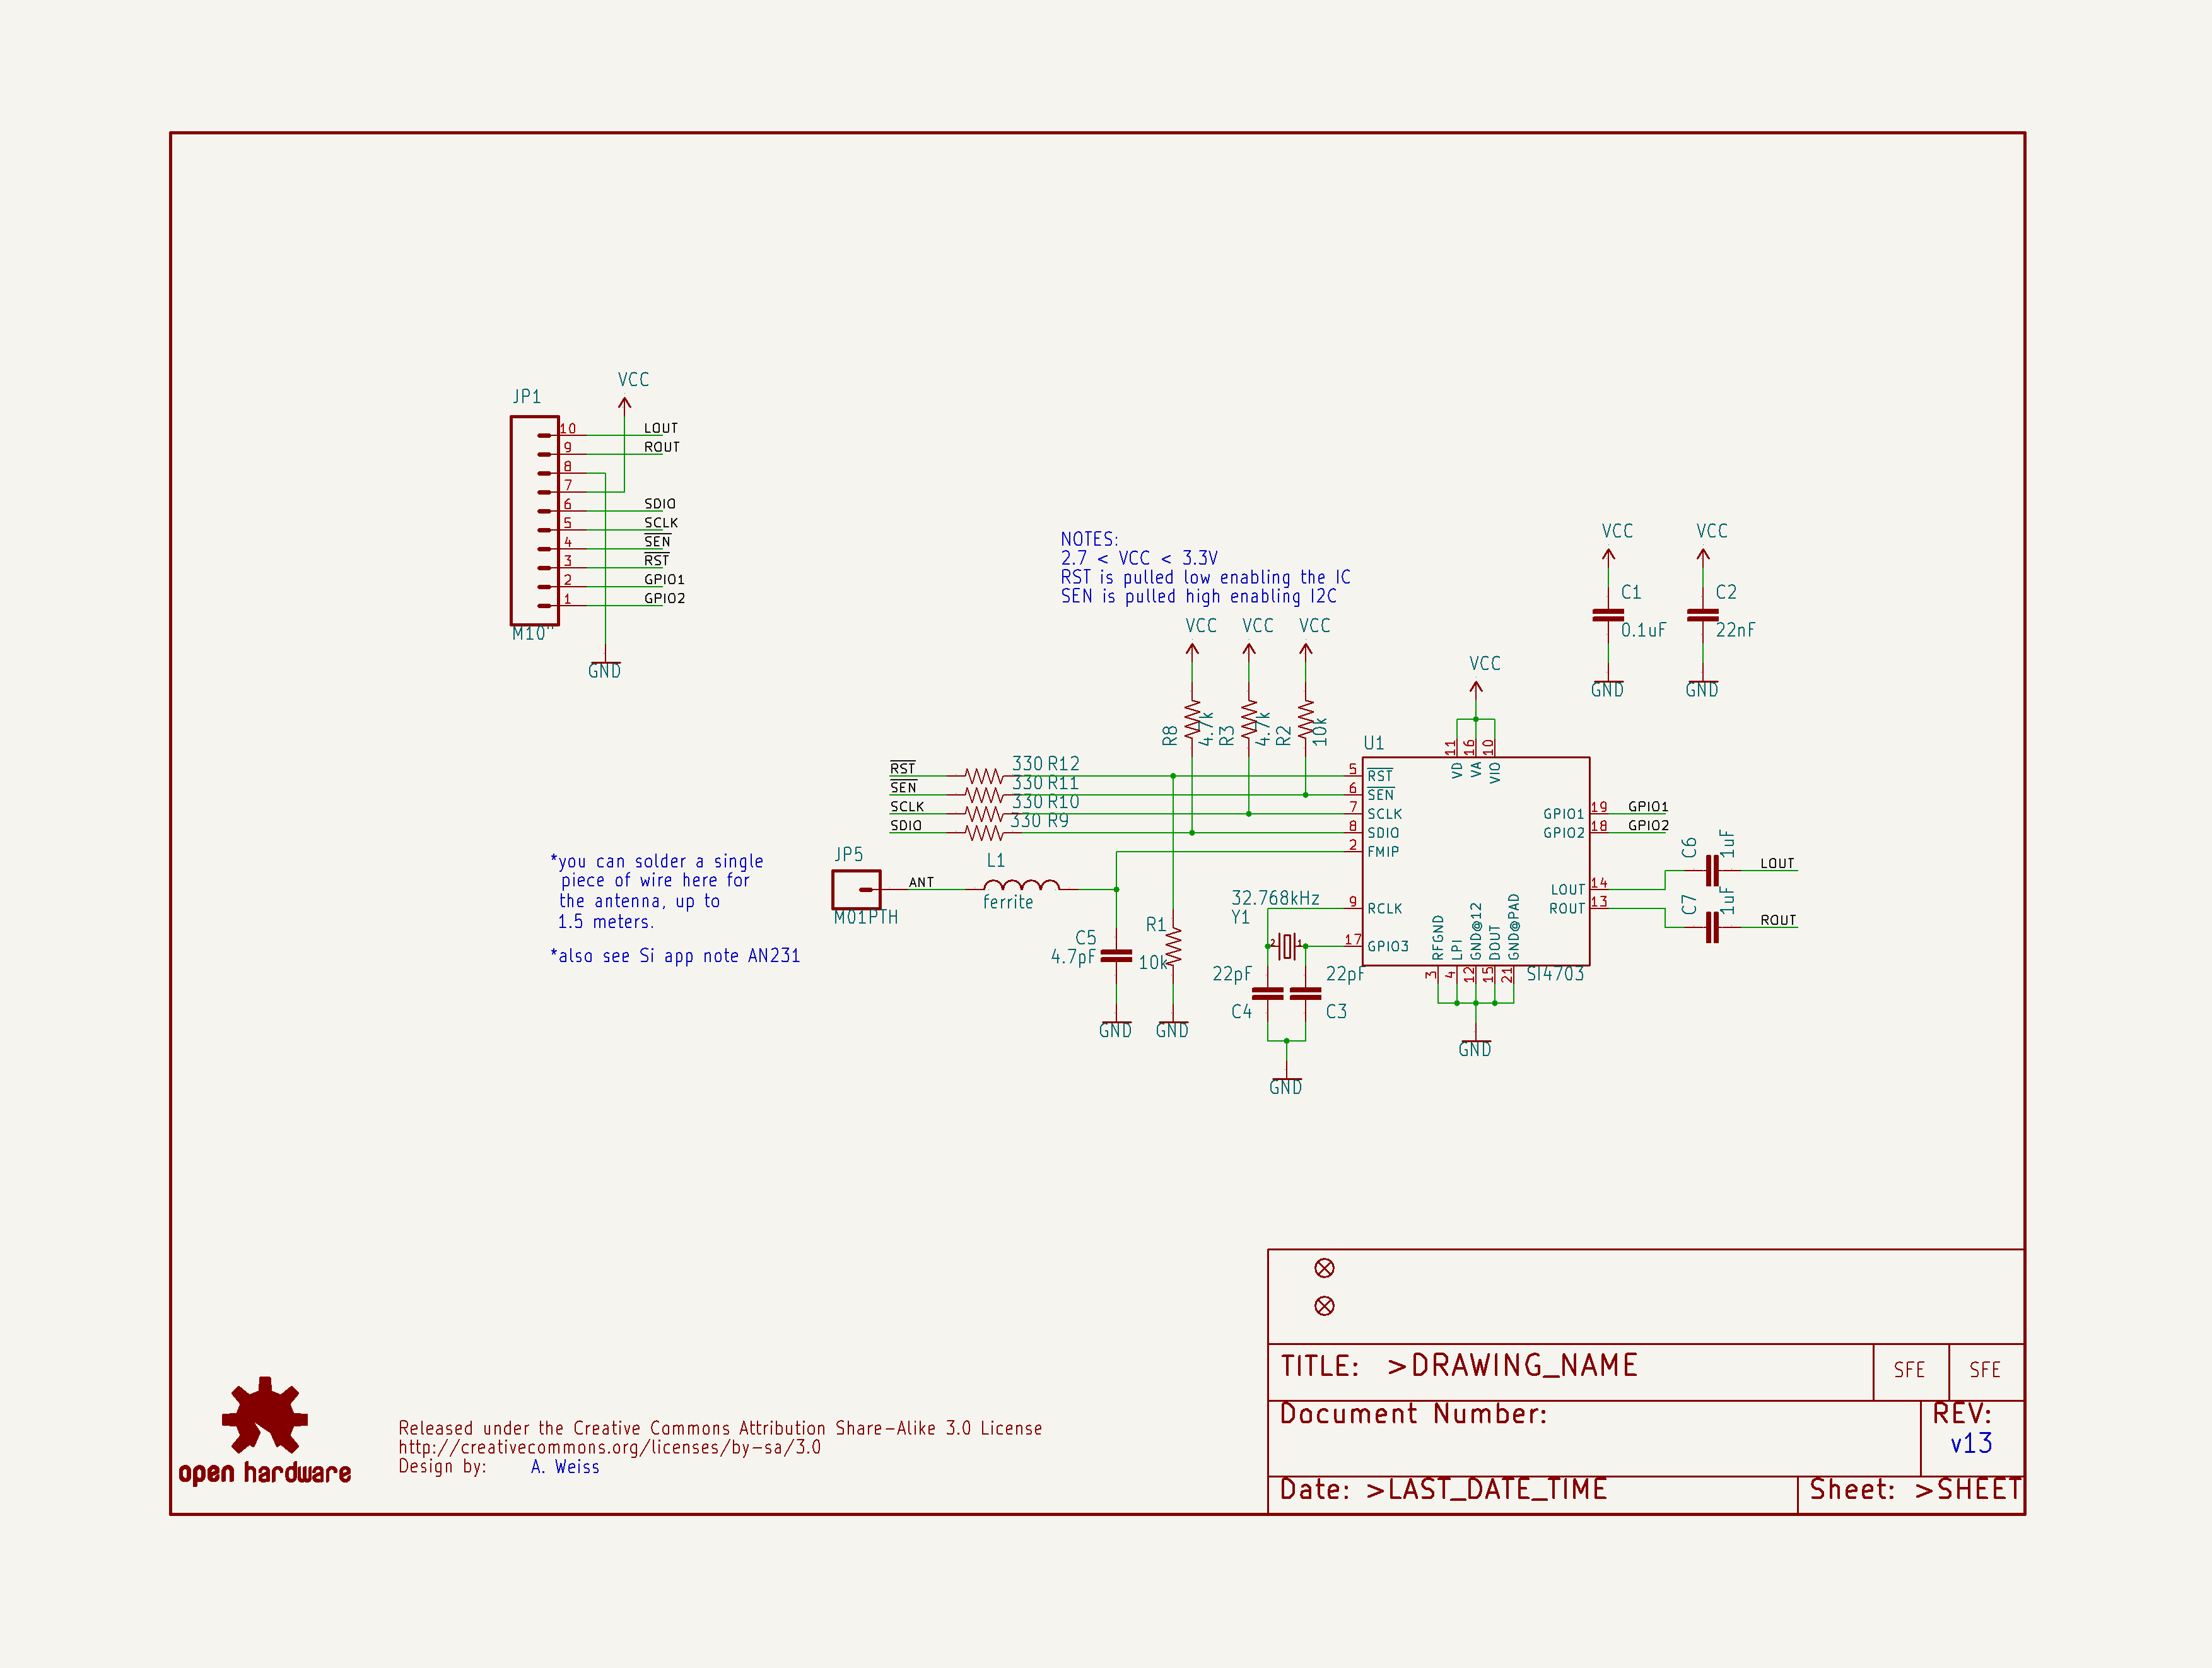 VCC
JP1
10 LOUT
9 ROUT
8
7
6 SDIO
5 SCLK
4 SEN
3 RST
2 GPIO1
1 GPIO2
M10"
GND
NOTES:
2.7 < VCC < 3.3V
RST is pulled low enabling the IC
SEN is pulled high enabling I2C
VCC VCC VCC
R8 4.7k R3 4.7k R2 10k
VCC VCC
C1 C2
0.1uF 22nF
GND GND
VCC
U1
11 16 10
VD VA VIO
RST 330 R12 5 RST
SEN 330 R11 6 SEN
SCLK 330 R10 7 SCLK
SDIO 330 R9 8 SDIO
2 FMIP
GPIO1 19 GPIO1
GPIO2 18 GPIO2
C6 1uF LOUT
LOUT 14
ROUT 13
C7 1uF ROUT
JP5
ANT
M01PTH
L1
ferrite
*you can solder a single
piece of wire here for
the antenna, up to
1.5 meters.
*also see Si app note AN231
C5
4.7pF
R1
10k
32.768kHz
Y1
2 1
9 RCLK
17 GPIO3
22pF 22pF
C4 C3
RFGND LPI GND@12 DOUT GND@PAD
3 4 12 15 21
SI4703
GND GND
GND
GND
TITLE: >DRAWING_NAME
SFE SFE
Document Number:
REV:
v13
Date: >LAST_DATE_TIME
Sheet: >SHEET
open hardware
Released under the Creative Commons Attribution Share-Alike 3.0 License
http://creativecommons.org/licenses/by-sa/3.0
Design by: A. Weiss